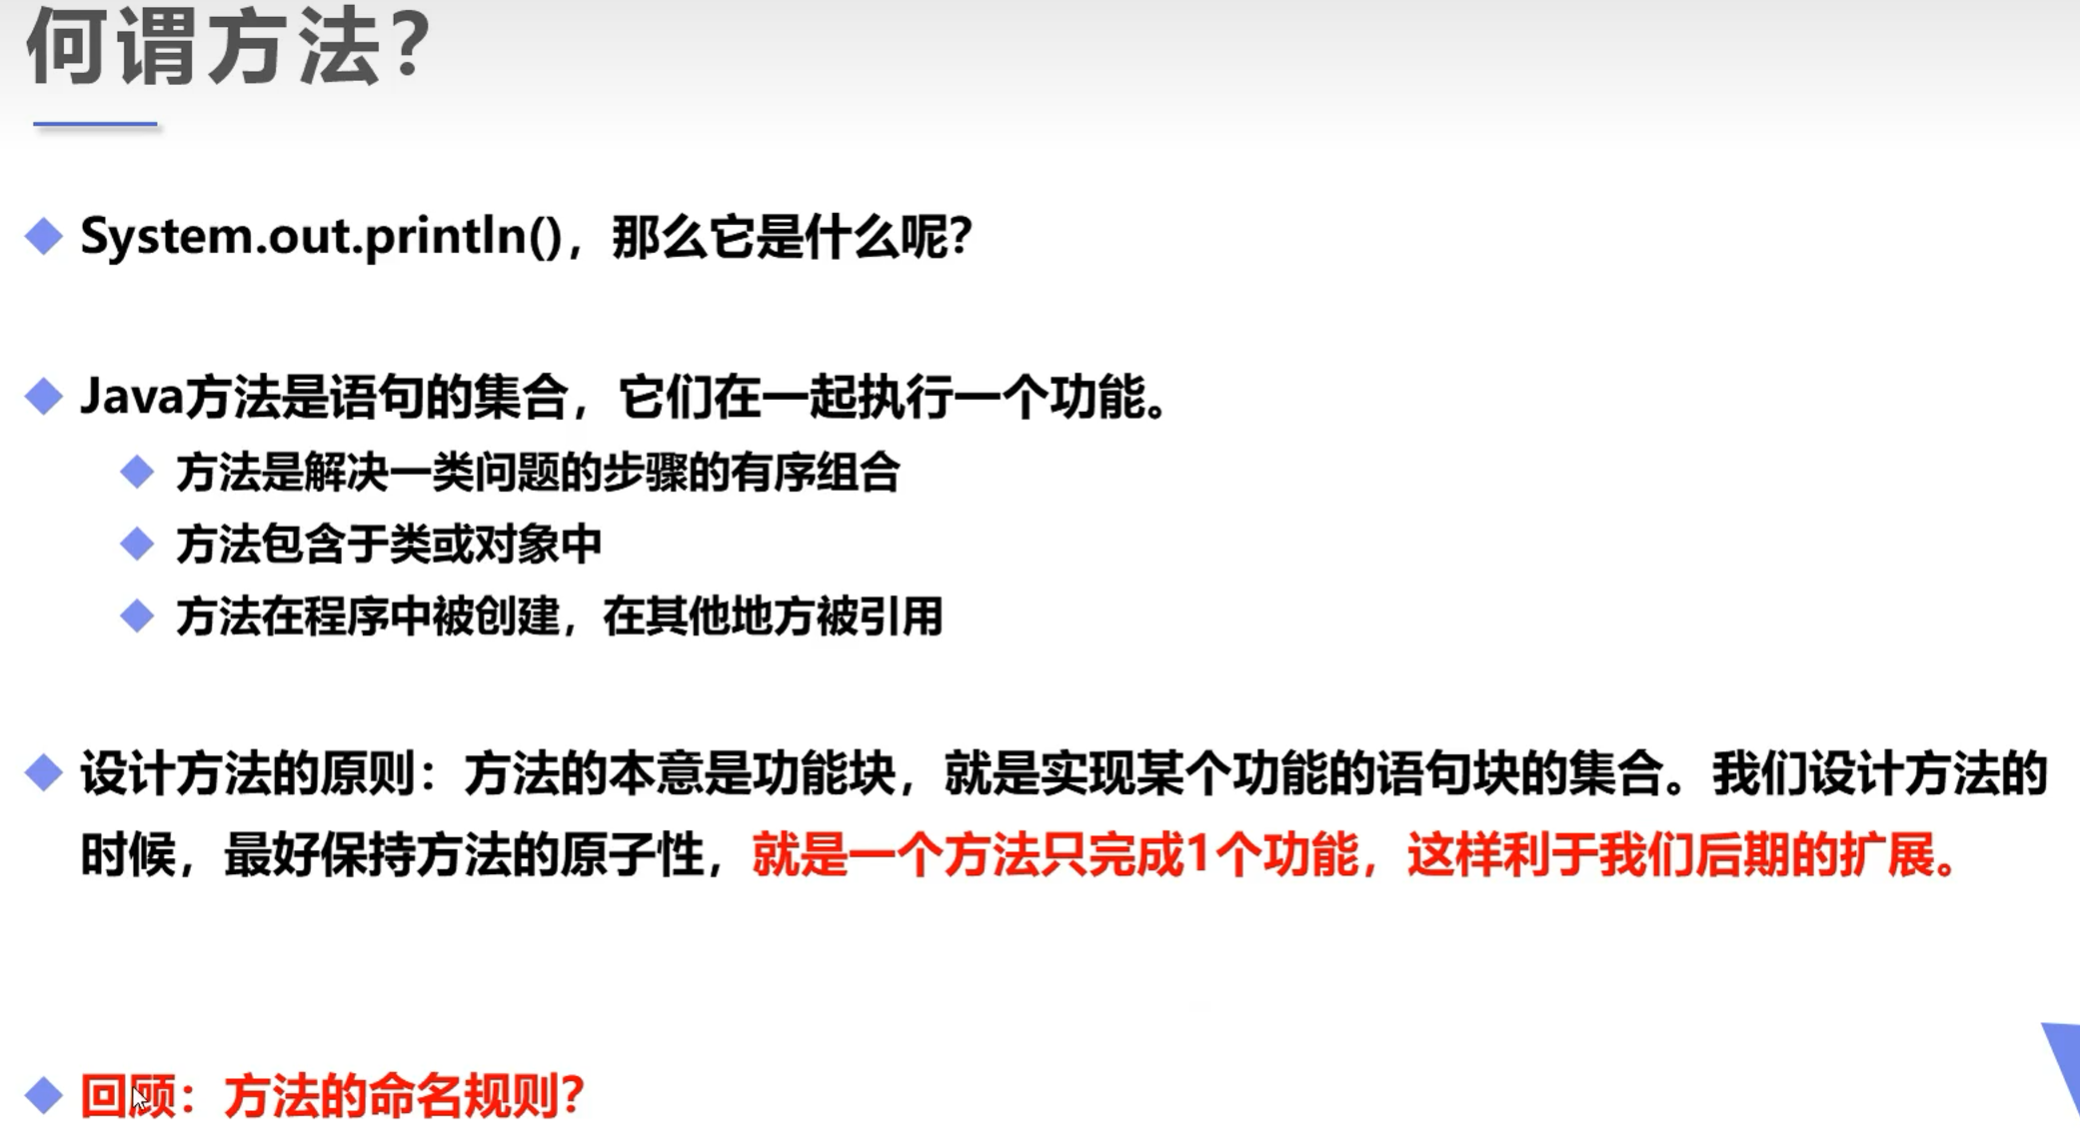 何谓方法？
System.out.println()，那么它是什么呢？
Java方法是语句的集合，它们在一起执行一个功能。
方法是解决一类问题的步骤的有序组合
方法包含于类或对象中
方法在程序中被创建，在其他地方被引用
设计方法的原则：方法的本意是功能块，就是实现某个功能的语句块的集合。我们设计方法的
时候，最好保持方法的原子性，就是一个方法只完成1个功能，这样利于我们后期的扩展。
回顾：方法的命名规则？